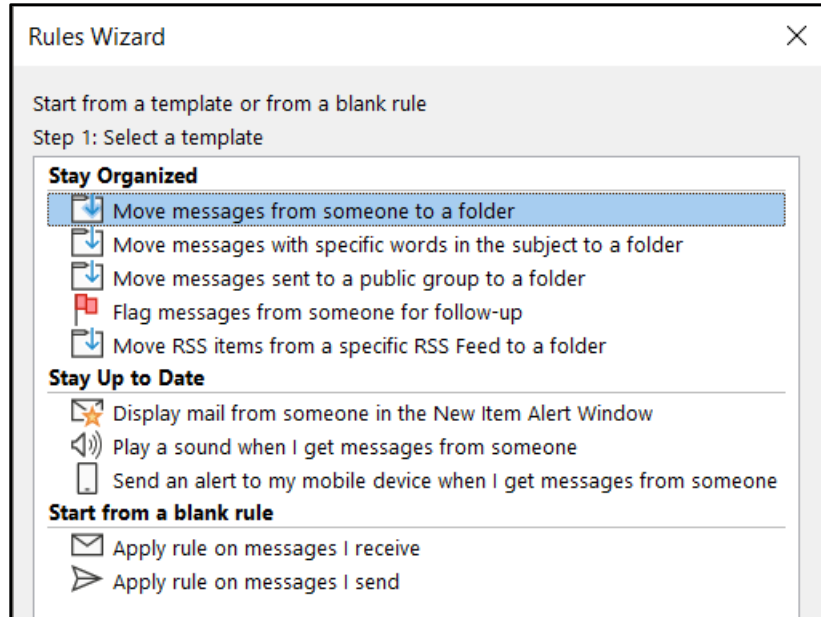 Rules Wizard
Start from a template or from a blank rule
Step 1: Select a template
Stay Organized
Move messages from someone to a folder
Move messages with specific words in the subject to a folder
Move messages sent to a public group to a folder
Flag messages from someone for follow-up
Move RSS items from a specific RSS Feed to a folder
Stay Up to Date
Display mail from someone in the New Item Alert Window
Play a sound when I get messages from someone
Send an alert to my mobile device when I get messages from someone
Start from a blank rule
Apply rule on messages I receive
Apply rule on messages I send